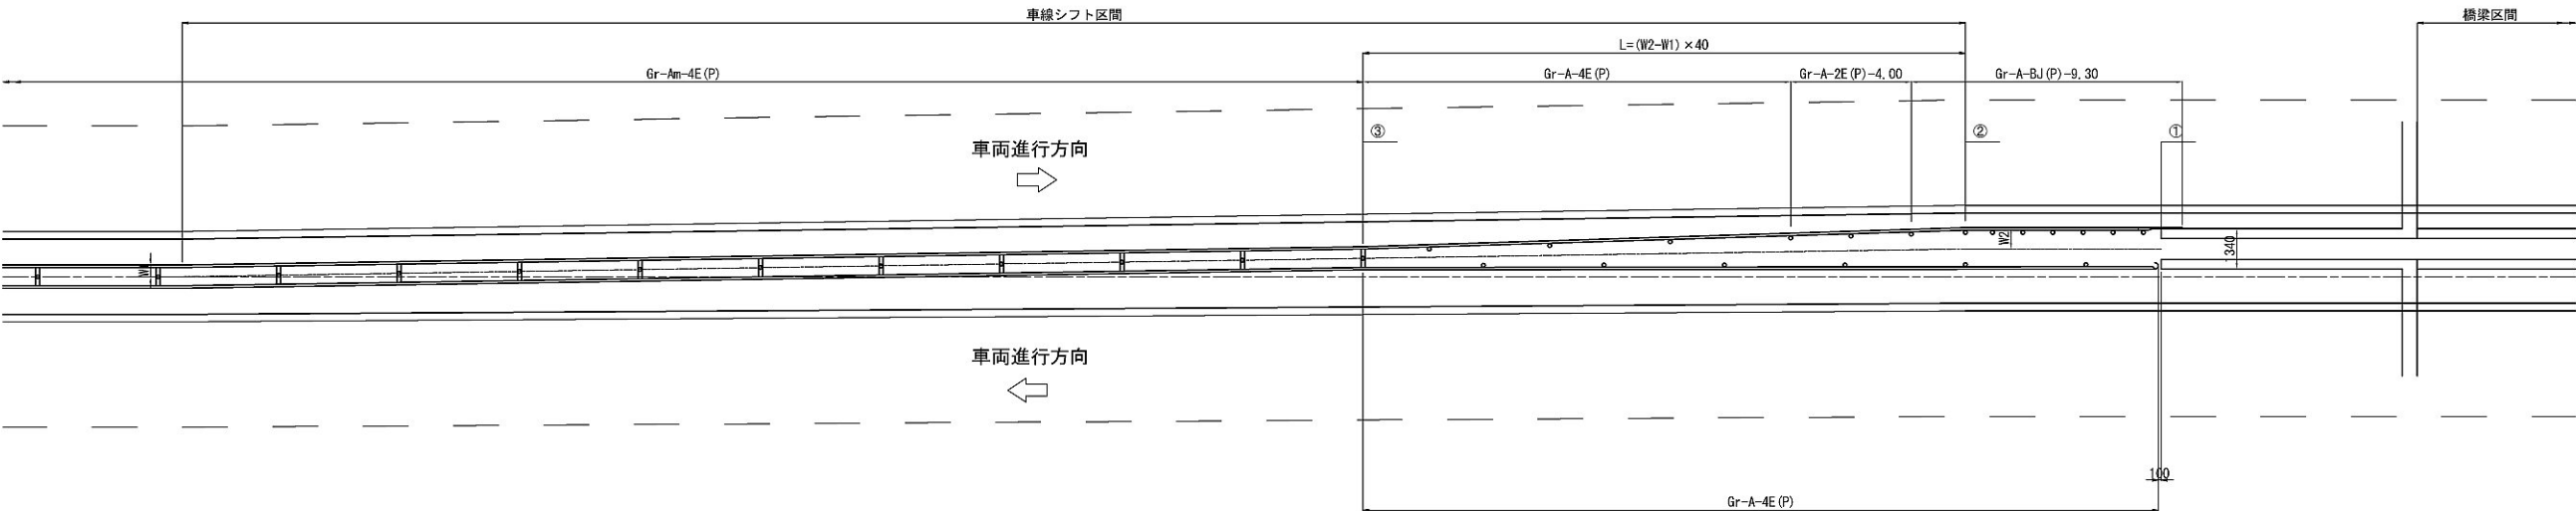 車線シフト区間
橋梁区間
L=(W2-W1)×40
Gr-Am-4E(P)
Gr-A-4E(P)
Gr-A-2E(P)-4.00
Gr-A-BJ(P)-9.30
③
②
①
車両進行方向
W2
1340
W1
車両進行方向
100
Gr-A-4E(P)